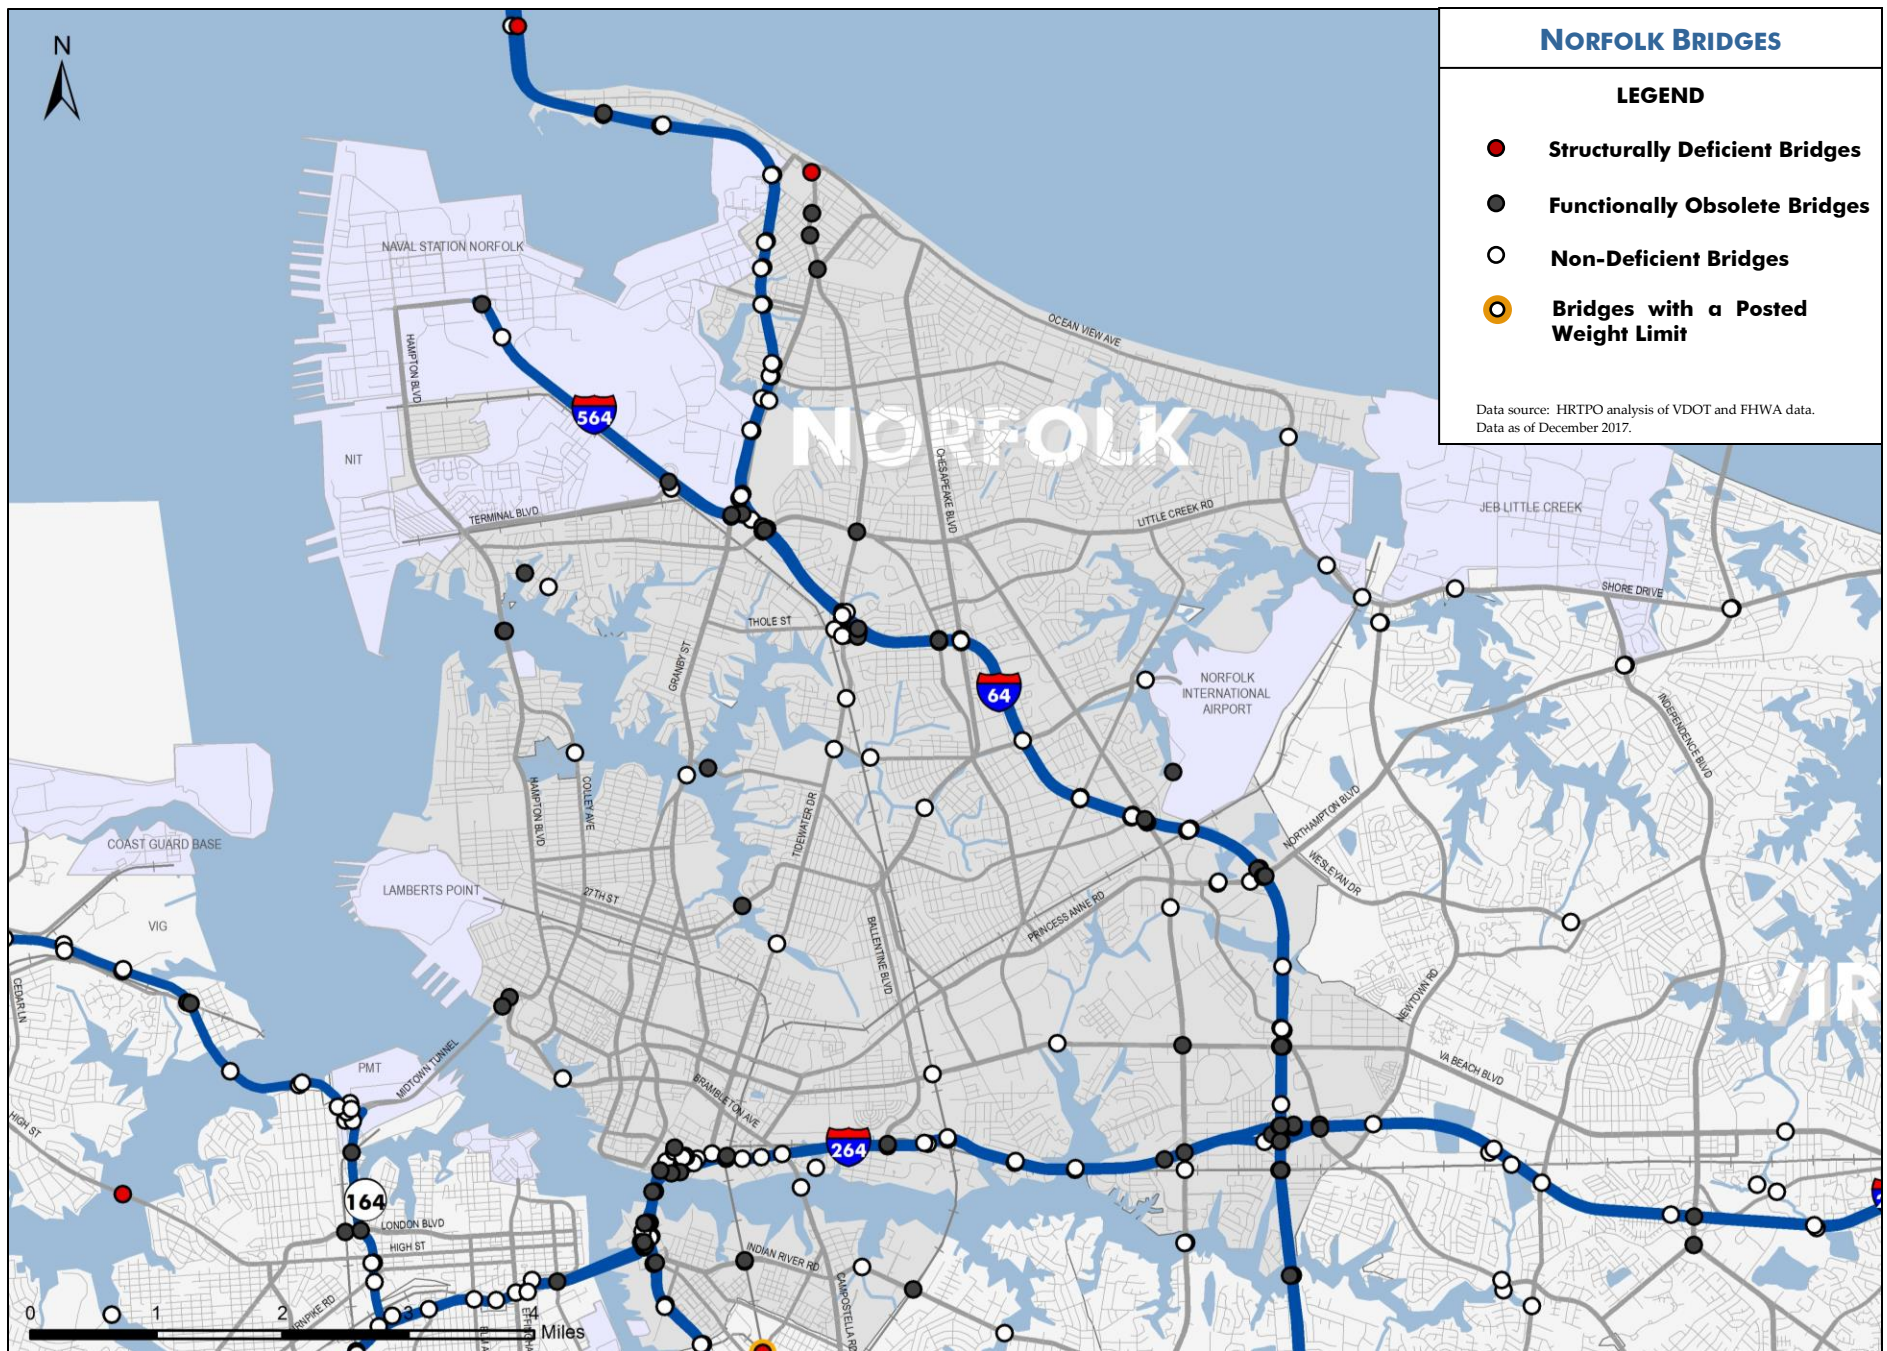 NORFOLK BRIDGES
LEGEND
Structurally Deficient Bridges
Functionally Obsolete Bridges
Non-Deficient Bridges
Bridges with a Posted
Weight Limit
Data source: HRTPO analysis of VDOT and FHWA data.
Data as of December 2017.
N
NAVAL STATION NORFOLK
HAMPTON BLVD
OCEAN VIEW AVE
564
NORFOLK
NIT
CHESAPEAKE BLVD
TERMINAL BLVD
LITTLE CREEK RD
JEB LITTLE CREEK
SHORE DRIVE
THOLE ST
GRANBY ST
64
NORFOLK
INTERNATIONAL
AIRPORT
INDEPENDENCE BLVD
HAMPTON BLVD
COLLEY AVE
TIDEWATER DR
NORTHAMPTON BLVD
COAST GUARD BASE
WESLEYAN DR
LAMBERTS POINT
27TH ST
VIG
PRINCESS ANNE RD
BALLENTINE BLVD
CEDAR LN
NEWTOWN RD
VIR
PMT
MIDTOWN TUNNEL
VA BEACH BLVD
BRAMBLETON AVE
HIGH ST
264
164
LONDON BLVD
HIGH ST
INDIAN RIVER RD
CAMPOSTELLA RD
RNPIKE RD
EFFINGHA
ELI A
0 1 2 3 4
Miles